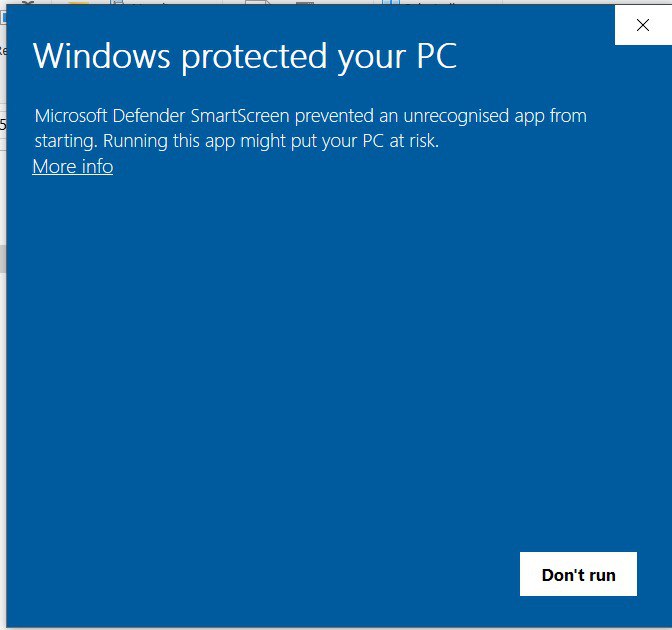 Windows protected your PC
Microsoft Defender SmartScreen prevented an unrecognised app from
starting. Running this app might put your PC at risk.
More info
Don't run